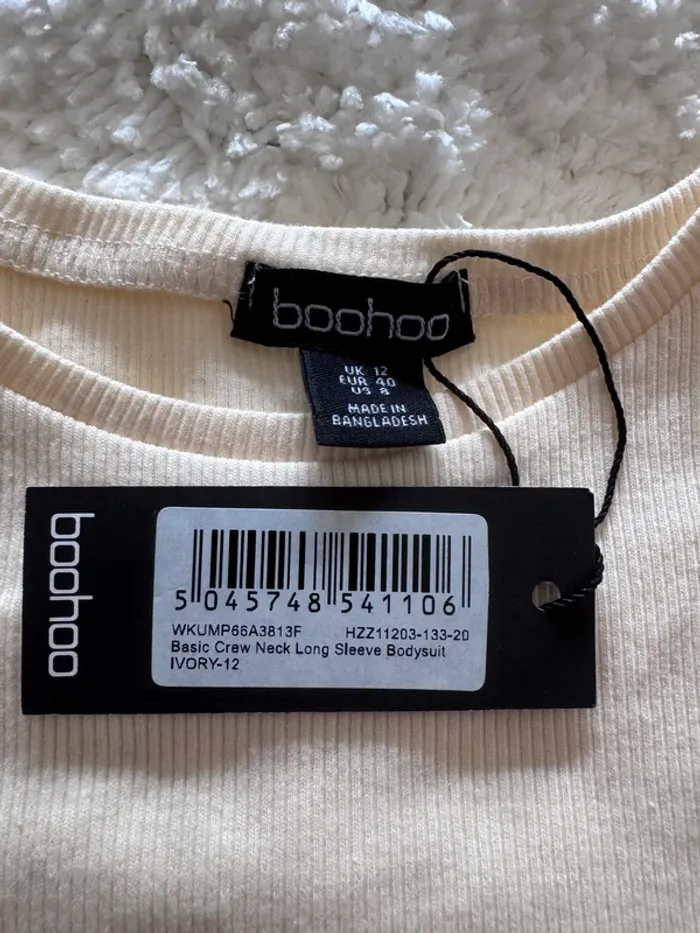 boohoo
UK 12
EUR 40
US 8
MADE IN
BANGLADESH
boohoo
5 045748 541106
WKUMP66A3813F HZZ11203-133-20
Basic Crew Neck Long Sleeve Bodysuit
IVORY-12